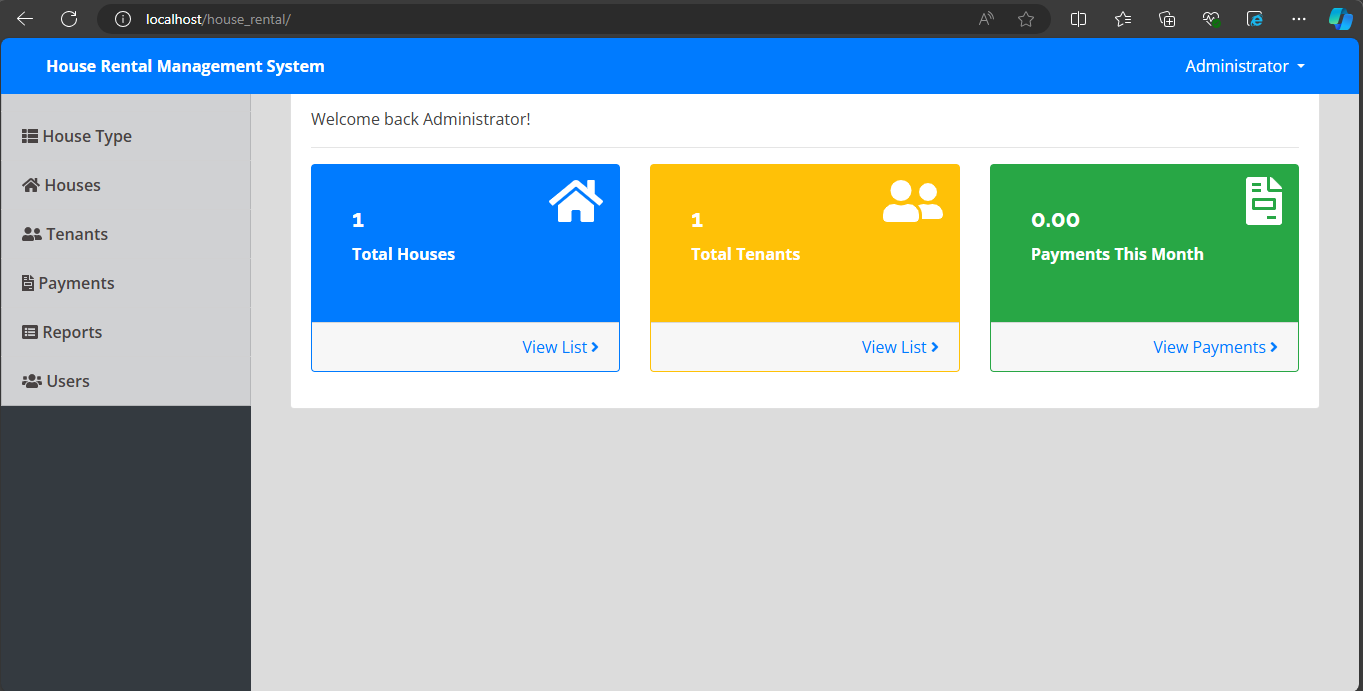 localhost/house_rental/
House Rental Management System
Administrator
House Type
Houses
Tenants
Payments
Reports
Users
Welcome back Administrator!
1
Total Houses
View List
1
Total Tenants
View List
0.00
Payments This Month
View Payments